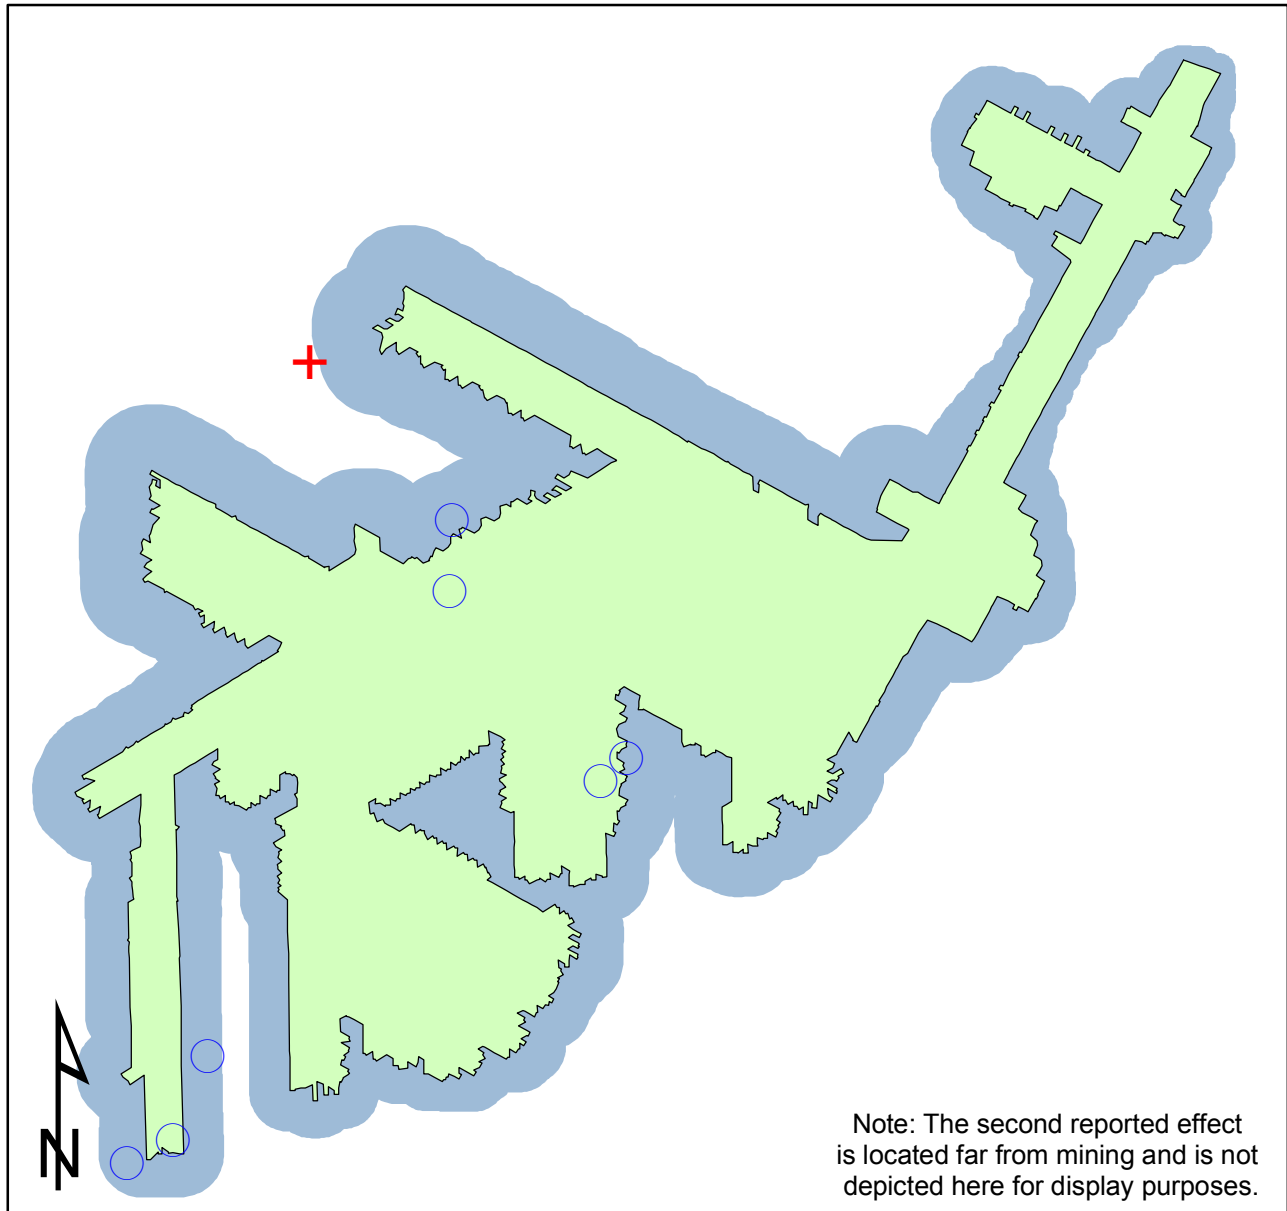 N
Note: The second reported effect
is located far from mining and is not
depicted here for display purposes.